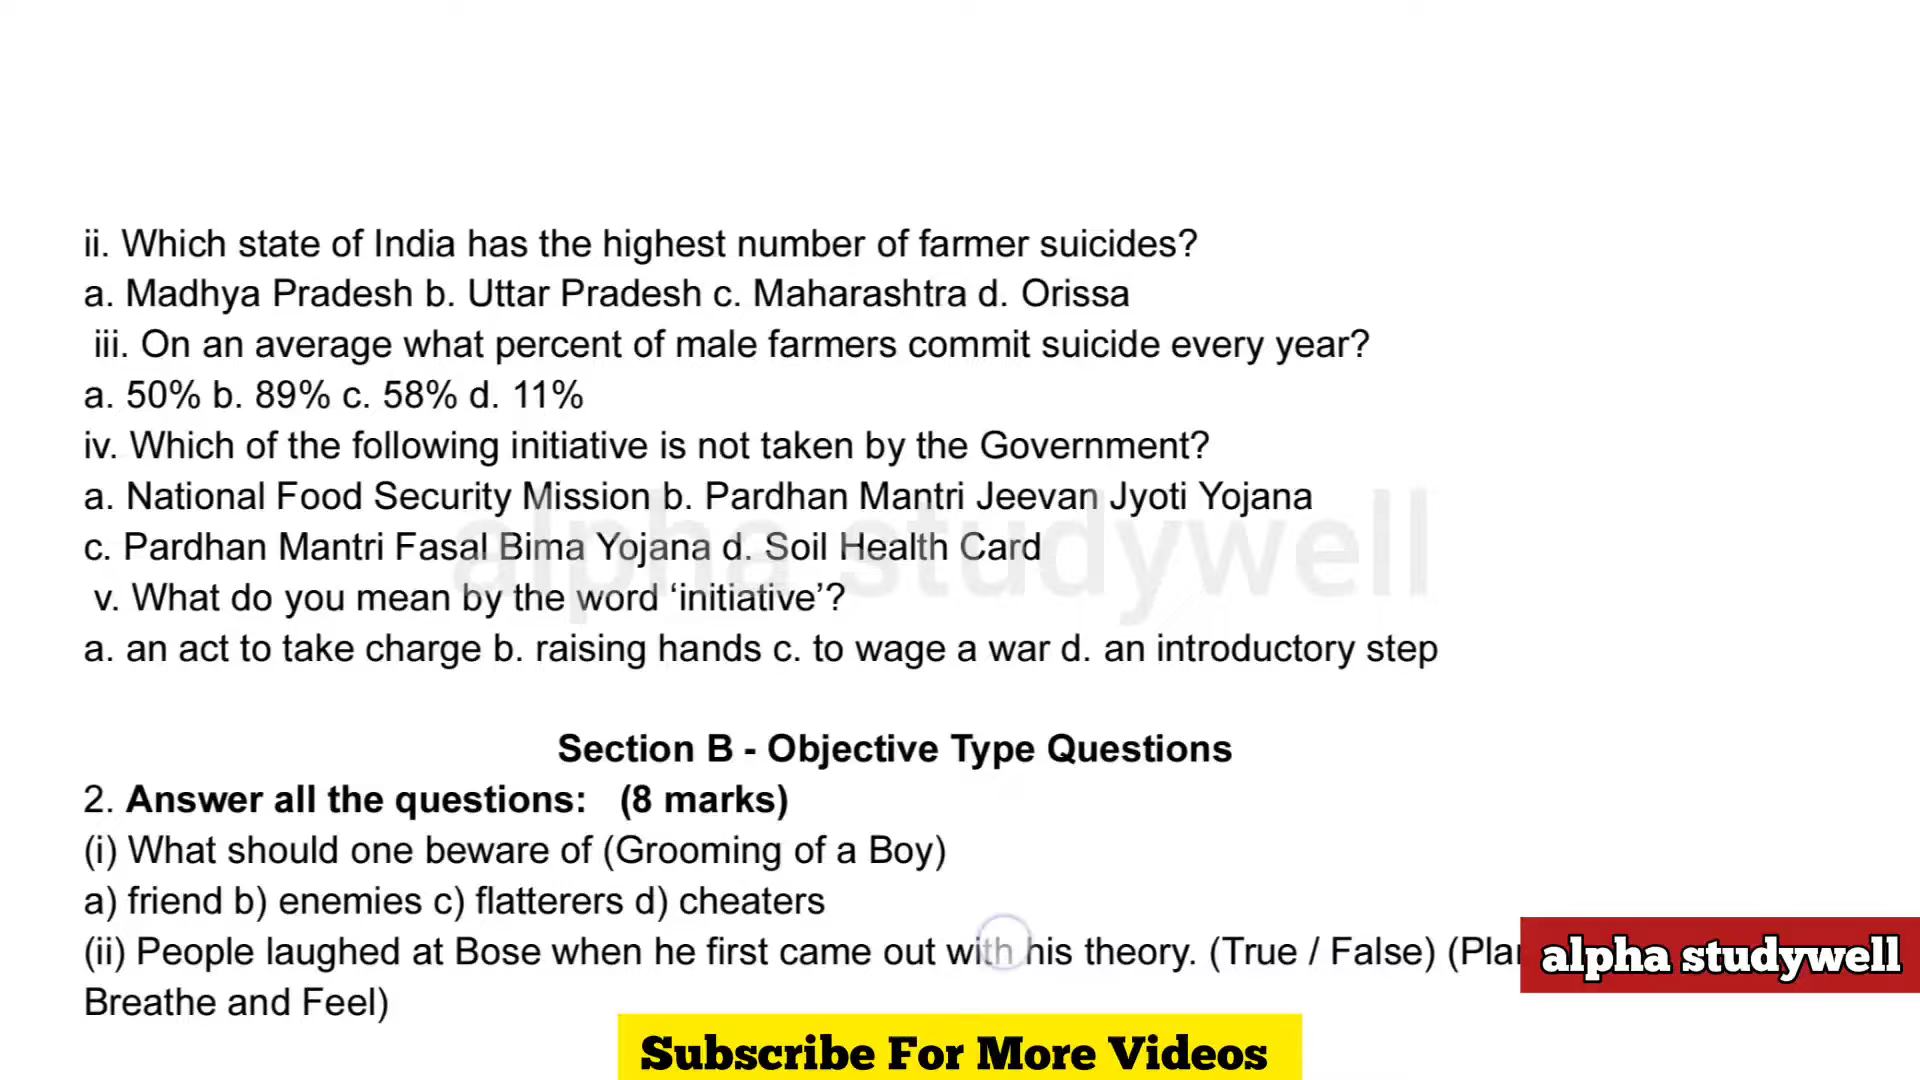 ii. Which state of India has the highest number of farmer suicides?
a. Madhya Pradesh b. Uttar Pradesh c. Maharashtra d. Orissa
iii. On an average what percent of male farmers commit suicide every year?
a. 50% b. 89% c. 58% d. 11%
iv. Which of the following initiative is not taken by the Government?
a. National Food Security Mission b. Pardhan Mantri Jeevan Jyoti Yojana
c. Pardhan Mantri Fasal Bima Yojana d. Soil Health Card
alpha studywell
v. What do you mean by the word ‘initiative’?
a. an act to take charge b. raising hands c. to wage a war d. an introductory step
Section B - Objective Type Questions
2. Answer all the questions: (8 marks)
(i) What should one beware of (Grooming of a Boy)
a) friend b) enemies c) flatterers d) cheaters
(ii) People laughed at Bose when he first came out with his theory. (True / False)
Breathe and Feel)
alpha studywell
Subscribe For More Videos